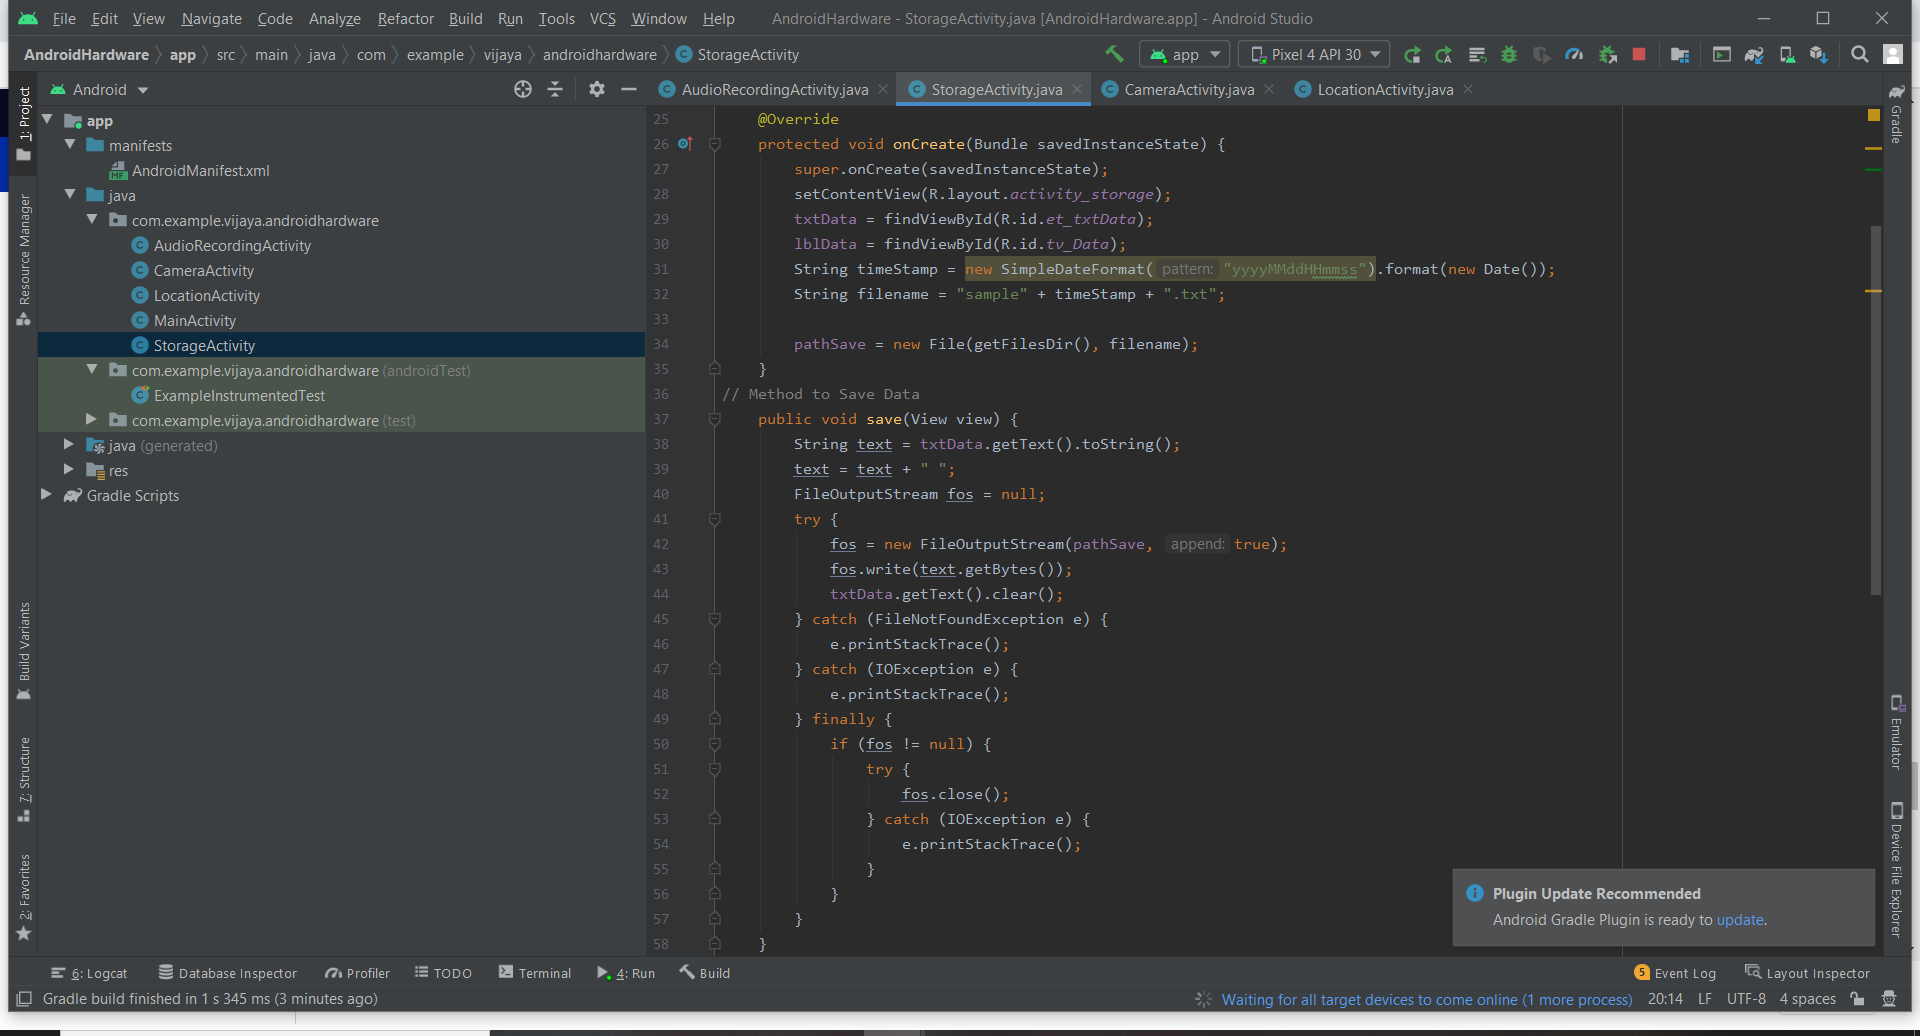 File Edit View Navigate Code Analyze Refactor Build Run Tools VCS Window Help AndroidHardware - StorageActivity.java [AndroidHardware.app] - Android Studio
AndroidHardware app src main java com example vijaya androidhardware StorageActivity app Pixel 4 API 30
Android
AudioRecordingActivity.java StorageActivity.java CameraActivity.java LocationActivity.java
1: Project
Resource Manager
Build Variants
7: Structure
2: Favorites
app
manifests
AndroidManifest.xml
java
com.example.vijaya.androidhardware
AudioRecordingActivity
CameraActivity
LocationActivity
MainActivity
StorageActivity
com.example.vijaya.androidhardware (androidTest)
ExampleInstrumentedTest
com.example.vijaya.androidhardware (test)
java (generated)
res
Gradle Scripts
25 @Override
26 protected void onCreate(Bundle savedInstanceState) {
27 super.onCreate(savedInstanceState);
28 setContentView(R.layout.activity_storage);
29 txtData = findViewById(R.id.et_txtData);
30 lblData = findViewById(R.id.tv_Data);
31 String timeStamp = new SimpleDateFormat( pattern: "yyyyMMddHHmmss").format(new Date());
32 String filename = "sample" + timeStamp + ".txt";
33
34 pathSave = new File(getFilesDir(), filename);
35 }
36 // Method to Save Data
37 public void save(View view) {
38 String text = txtData.getText().toString();
39 text = text + " ";
40 FileOutputStream fos = null;
41 try {
42 fos = new FileOutputStream(pathSave, append: true);
43 fos.write(text.getBytes());
44 txtData.getText().clear();
45 } catch (FileNotFoundException e) {
46 e.printStackTrace();
47 } catch (IOException e) {
48 e.printStackTrace();
49 } finally {
50 if (fos != null) {
51 try {
52 fos.close();
53 } catch (IOException e) {
54 e.printStackTrace();
55 }
56 }
57 }
58 }
Gradle
Emulator
Device File Explorer
Plugin Update Recommended
Android Gradle Plugin is ready to update.
6: Logcat Database Inspector Profiler TODO Terminal 4: Run Build 5 Event Log Layout Inspector
Gradle build finished in 1 s 345 ms (3 minutes ago) Waiting for all target devices to come online (1 more process) 20:14 LF UTF-8 4 spaces